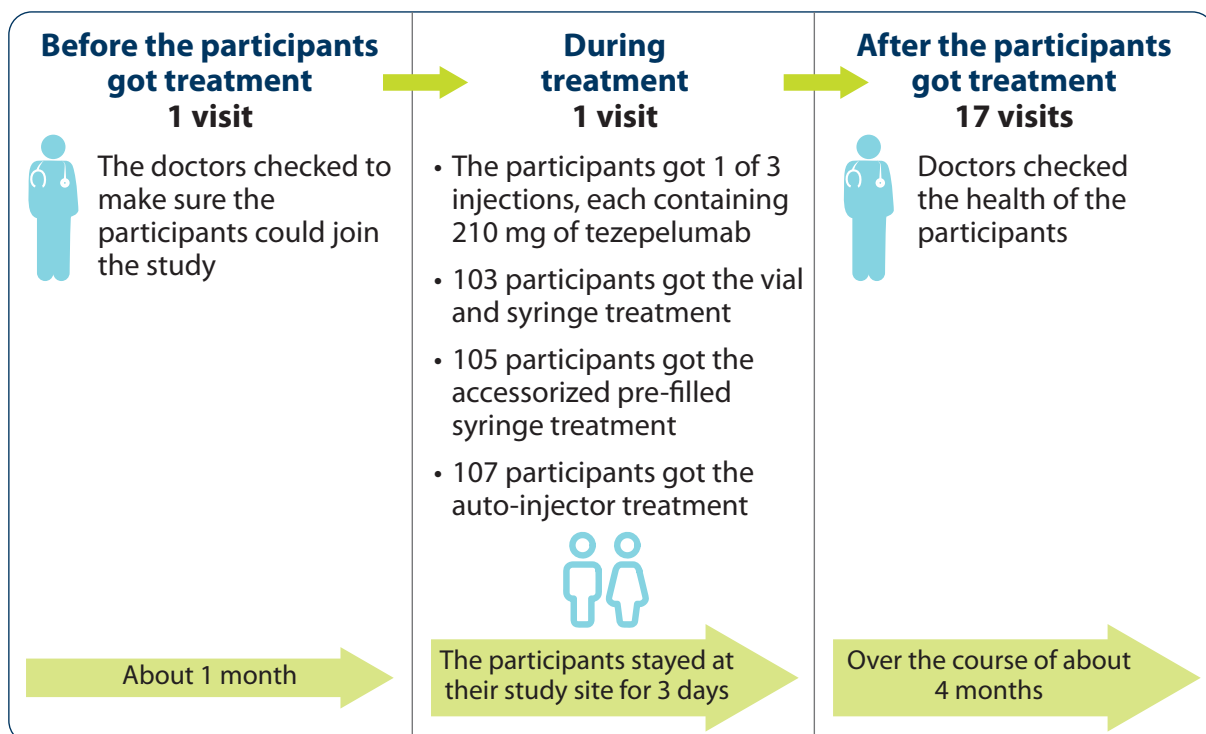 Before the participants
got treatment
1 visit
The doctors checked to
make sure the
participants could join
the study
About 1 month
During
treatment
1 visit
• The participants got 1 of 3
injections, each containing
210 mg of tezepelumab
• 103 participants got the vial
and syringe treatment
• 105 participants got the
accessorized pre-filled
syringe treatment
• 107 participants got the
auto-injector treatment
The participants stayed at
their study site for 3 days
After the participants
got treatment
17 visits
Doctors checked
the health of the
participants
Over the course of about
4 months